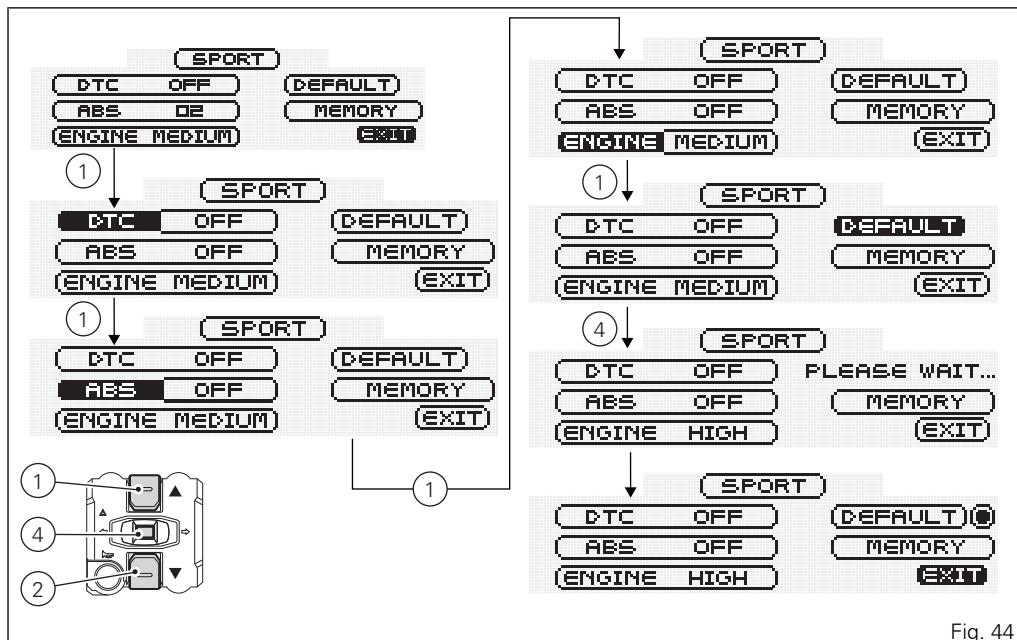 SPORT
DTC OFF DEFAULT
ABS 02 MEMORY
ENGINE MEDIUM EXIT
1
SPORT
DTC OFF DEFAULT
ABS OFF MEMORY
ENGINE MEDIUM EXIT
1
SPORT
DTC OFF DEFAULT
ABS OFF MEMORY
ENGINE MEDIUM EXIT
1
1
4
2
SPORT
DTC OFF DEFAULT
ABS OFF MEMORY
ENGINE MEDIUM EXIT
1
SPORT
DTC OFF DEFAULT
ABS OFF MEMORY
ENGINE MEDIUM EXIT
4
SPORT
DTC OFF PLEASE WAIT...
ABS OFF MEMORY
ENGINE HIGH EXIT
SPORT
DTC OFF DEFAULT
ABS OFF MEMORY
ENGINE HIGH EXIT
Fig. 44